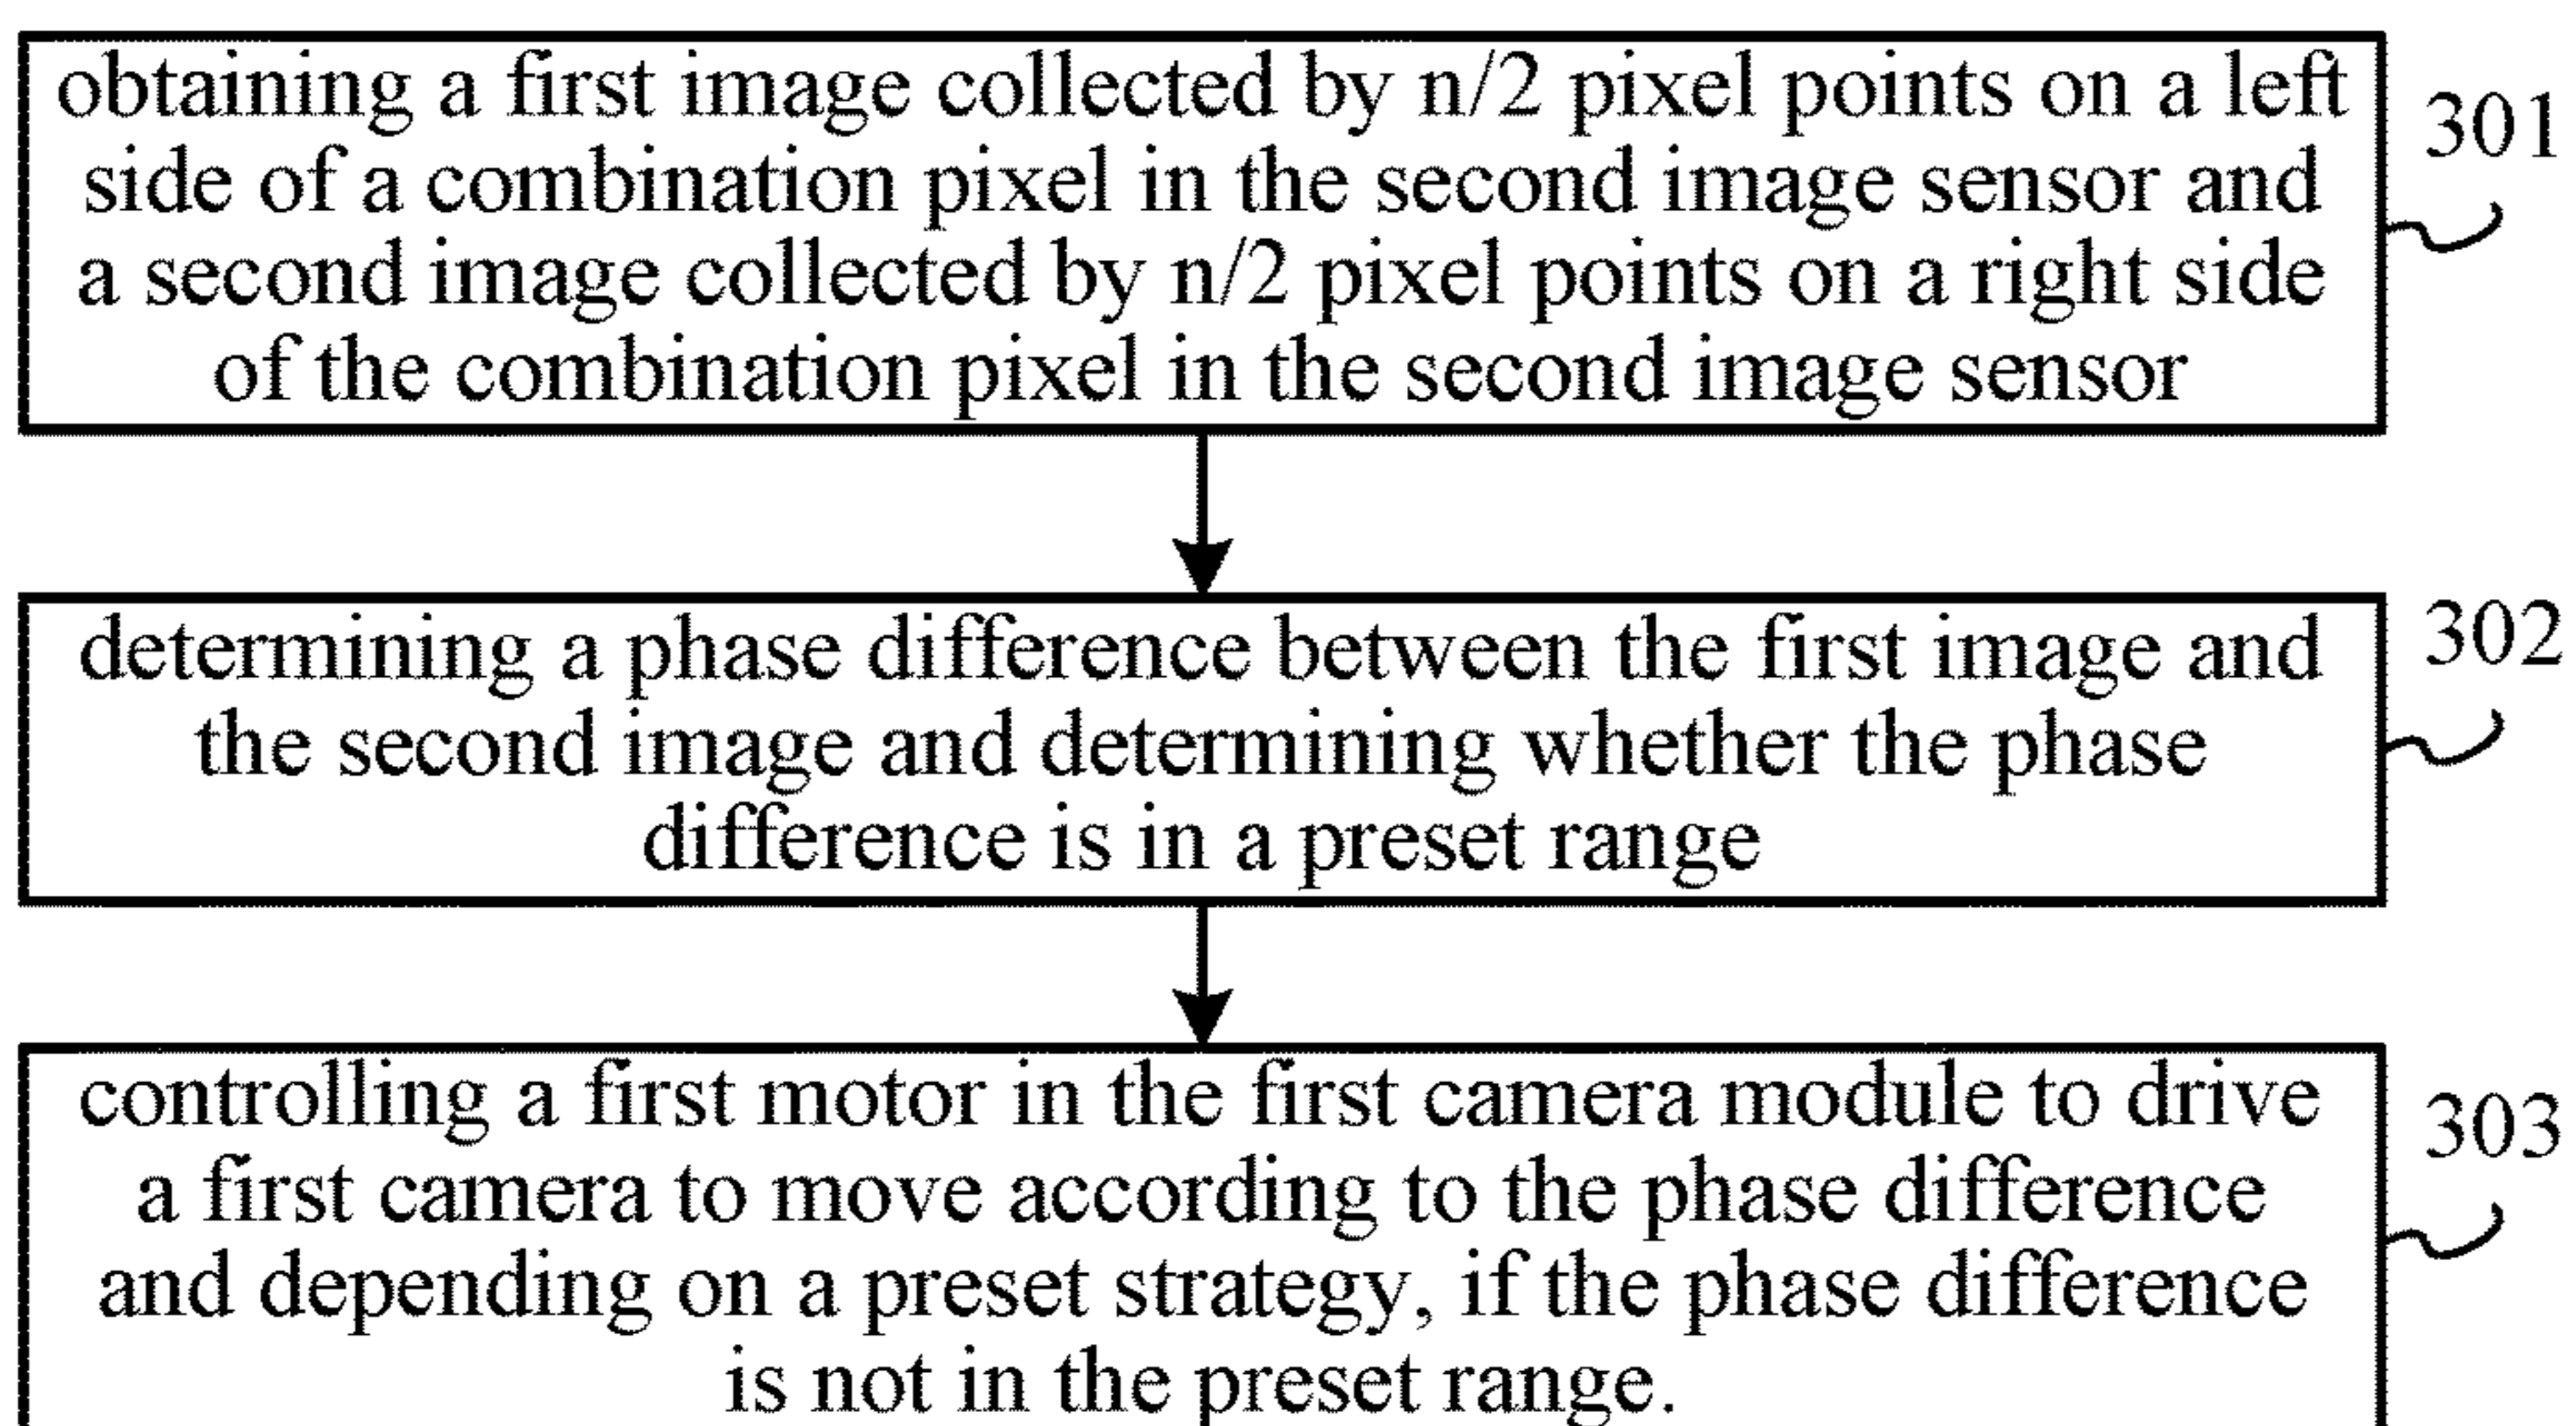 obtaining a first image collected by n/2 pixel points on a left
side of a combination pixel in the second image sensor and
a second image collected by n/2 pixel points on a right side
of the combination pixel in the second image sensor
301
determining a phase difference between the first image and
the second image and determining whether the phase
difference is in a preset range
302
controlling a first motor in the first camera module to drive
a first camera to move according to the phase difference
and depending on a preset strategy, if the phase difference
is not in the preset range.
303